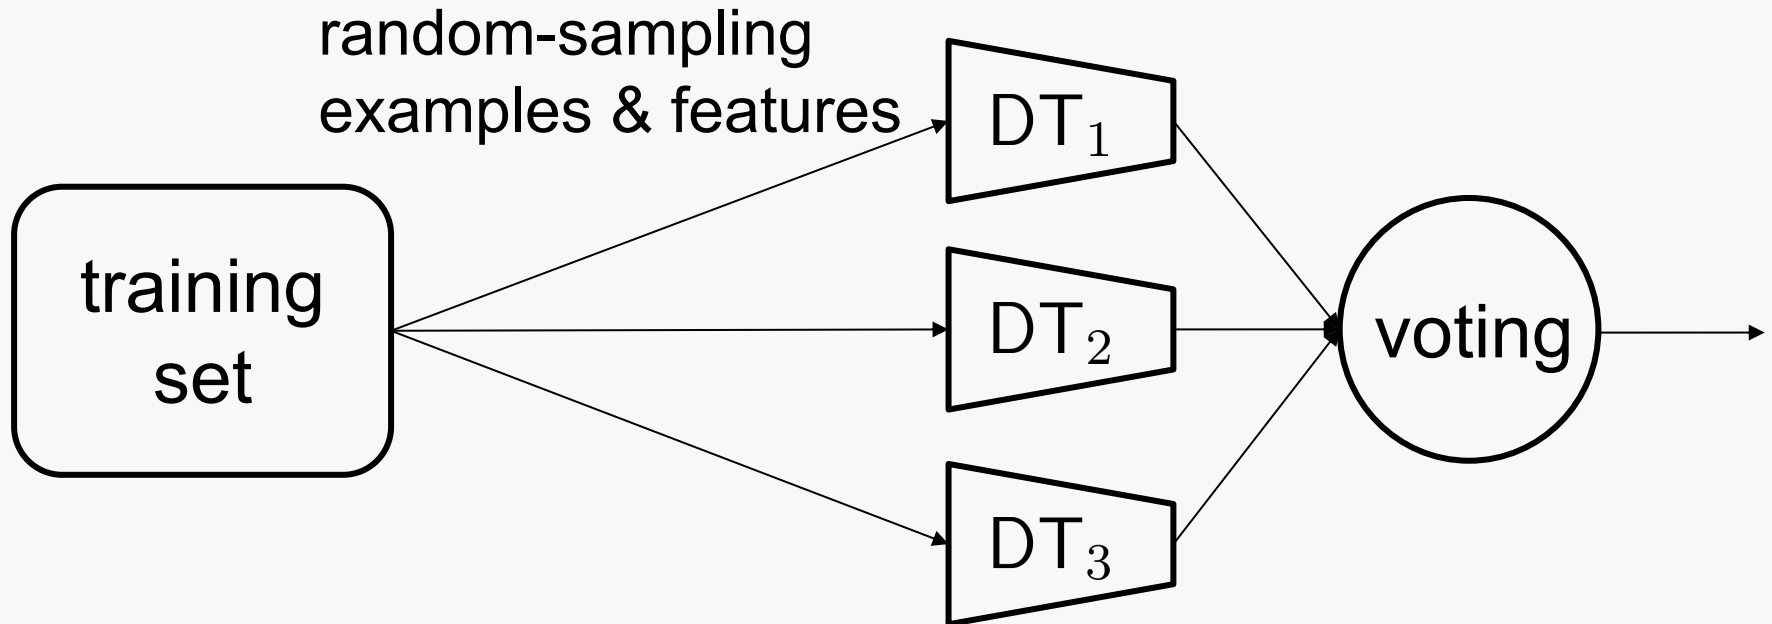 random-sampling
examples & features
training
set
DT₁
DT₂
DT₃
voting